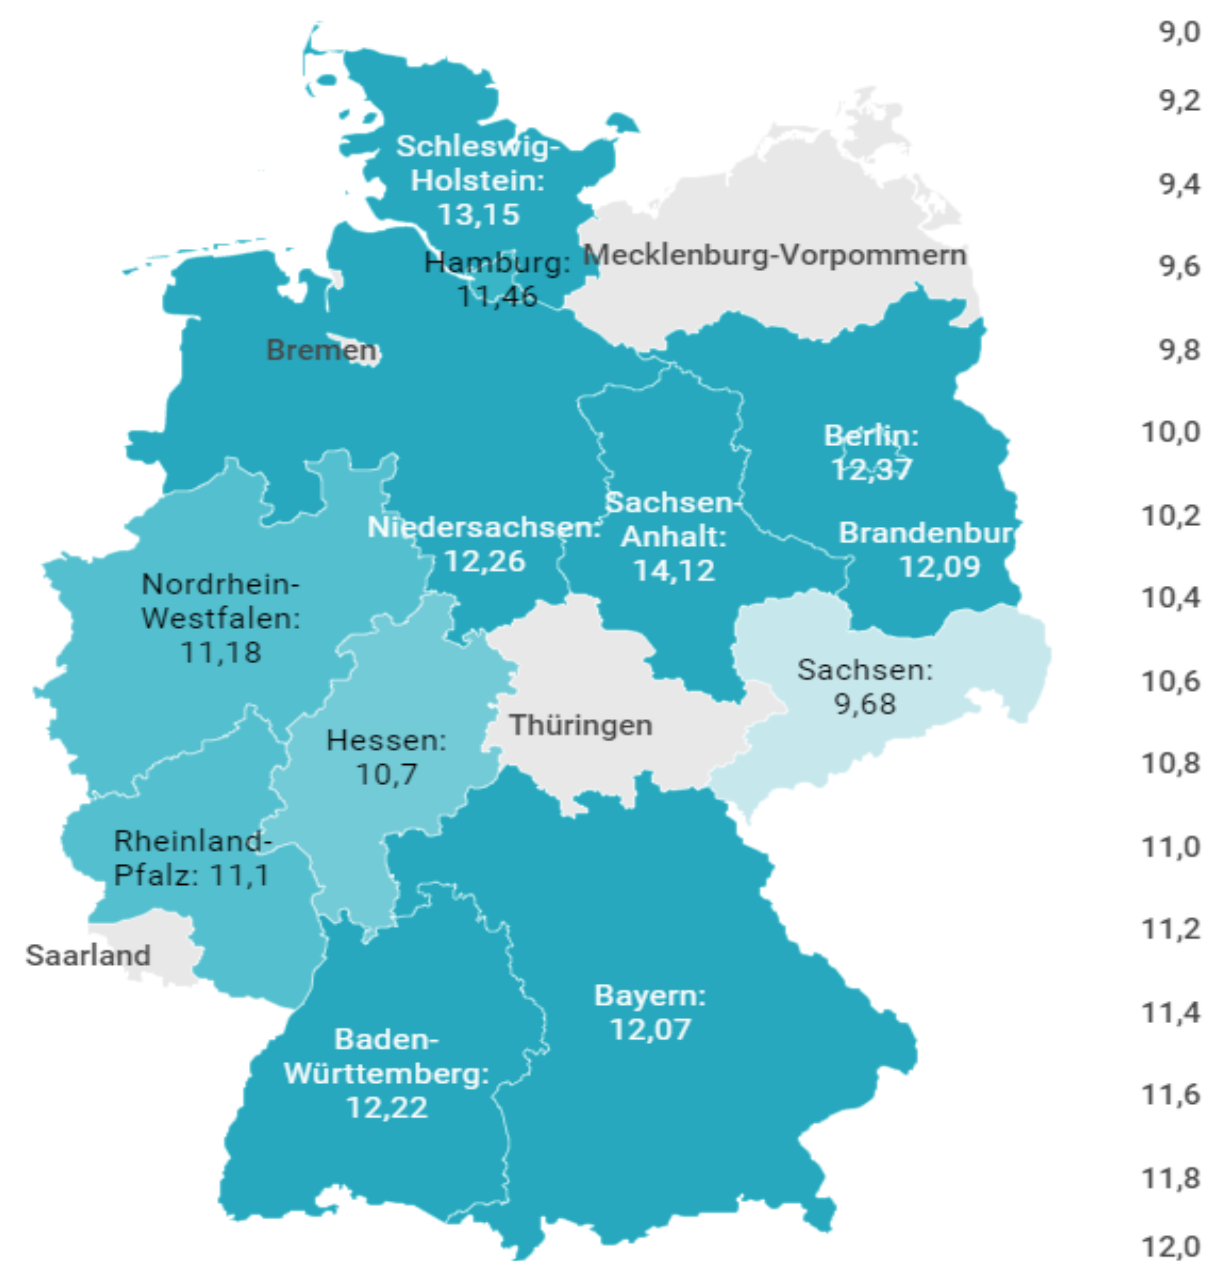 Schleswig-
Holstein:
13,15
Hamburg:
11,46
Mecklenburg-Vorpommern
Bremen
Berlin:
12,37
Niedersachsen:
12,26
Sachsen-
Anhalt:
14,12
Brandenbur
12,09
Nordrhein-
Westfalen:
11,18
Sachsen:
9,68
Hessen:
10,7
Thüringen
Rheinland-
Pfalz: 11,1
Saarland
Bayern:
12,07
Baden-
Württemberg:
12,22
9,0
9,2
9,4
9,6
9,8
10,0
10,2
10,4
10,6
10,8
11,0
11,2
11,4
11,6
11,8
12,0